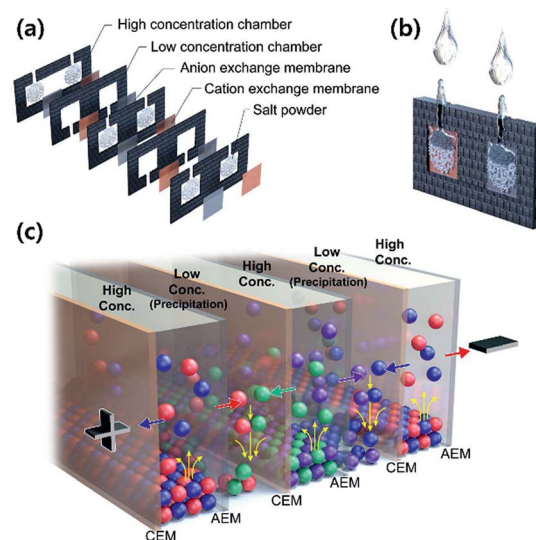 (a)
High concentration chamber
Low concentration chamber
Anion exchange membrane
Cation exchange membrane
Salt powder
(b)
(c)
High
Conc.
Low
Conc.
(Precipitation)
High
Conc.
Low
Conc.
(Precipitation)
High
Conc.
CEM
AEM
CEM
AEM
CEM
AEM